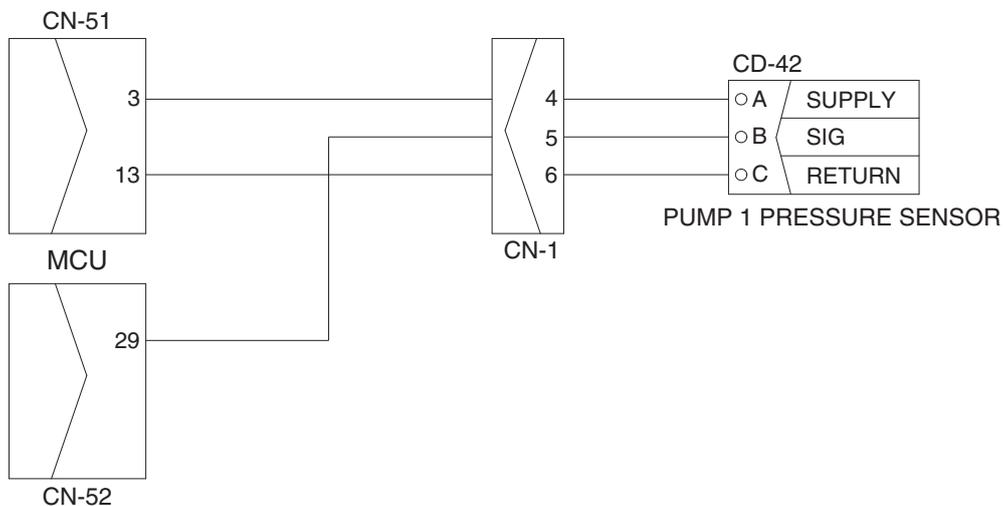 CN-51
3
13
MCU
29
CN-52
4
5
6
CN-1
CD-42
A SUPPLY
B SIG
C RETURN
PUMP 1 PRESSURE SENSOR